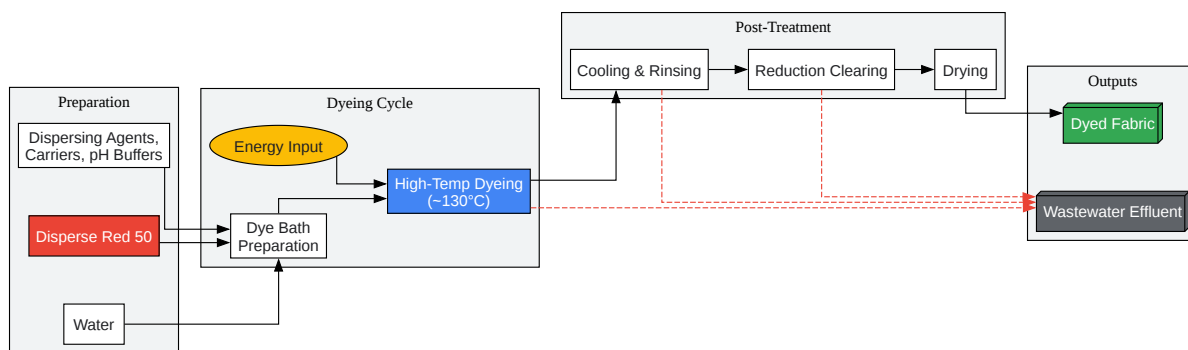 Preparation
Dispersing Agents,
Carriers, pH Buffers
Disperse Red 50
Water
Dyeing Cycle
Energy Input
High-Temp Dyeing
(~130°C)
Dye Bath
Preparation
Post-Treatment
Cooling & Rinsing
Reduction Clearing
Drying
Outputs
Dyed Fabric
Wastewater Effluent